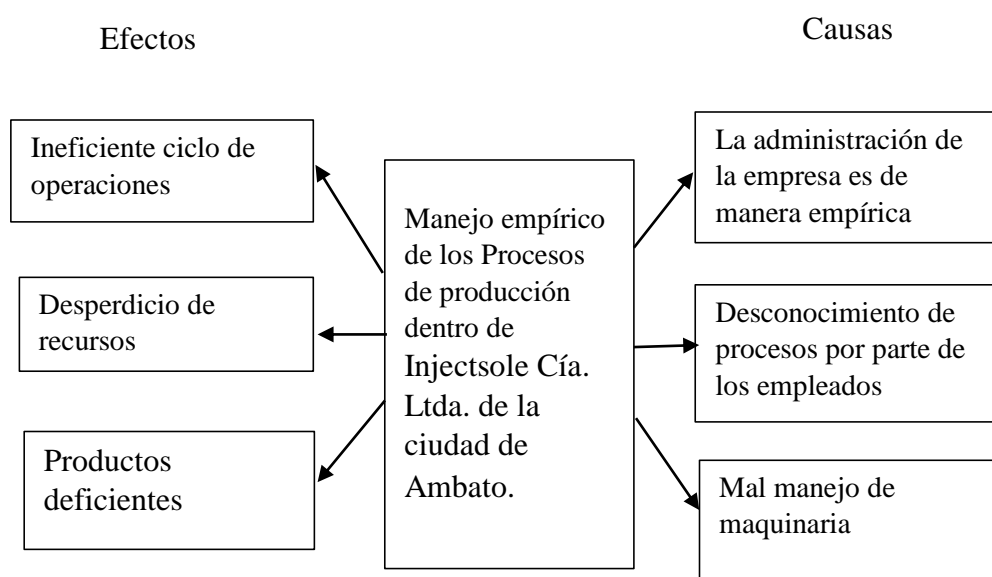 Efectos
Causas
Ineficiente ciclo de
operaciones
Desperdicio de
recursos
Productos
deficientes
Manejo empírico
de los Procesos
de producción
dentro de
Injectsole Cía.
Ltda. de la
ciudad de
Ambato.
La administración de
la empresa es de
manera empírica
Desconocimiento de
procesos por parte de
los empleados
Mal manejo de
maquinaria